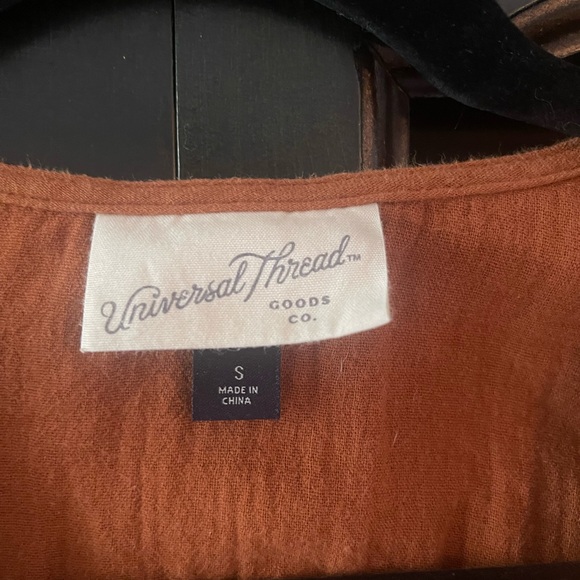 Universal Thread™
GOODS
CO.
S
MADE IN
CHINA